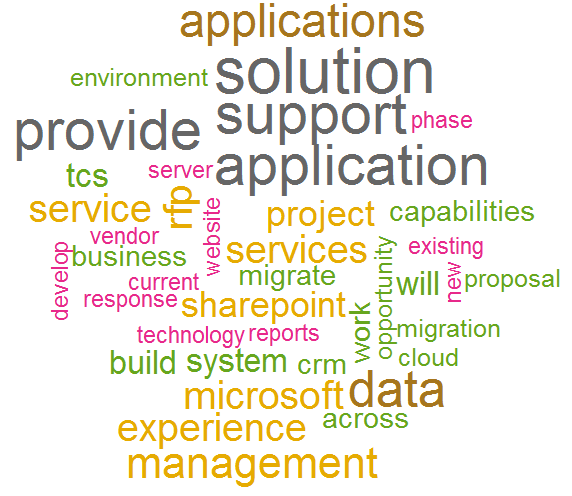 applications
environment
solution
provide
support
phase
application
tcs
server
service
rfp
website
project
capabilities
develop
vendor
business
services
opportunity
existing
current
migrate
will
new
proposal
response
sharepoint
work
technology
reports
migration
build
system
crm
cloud
microsoft
data
experience
across
management